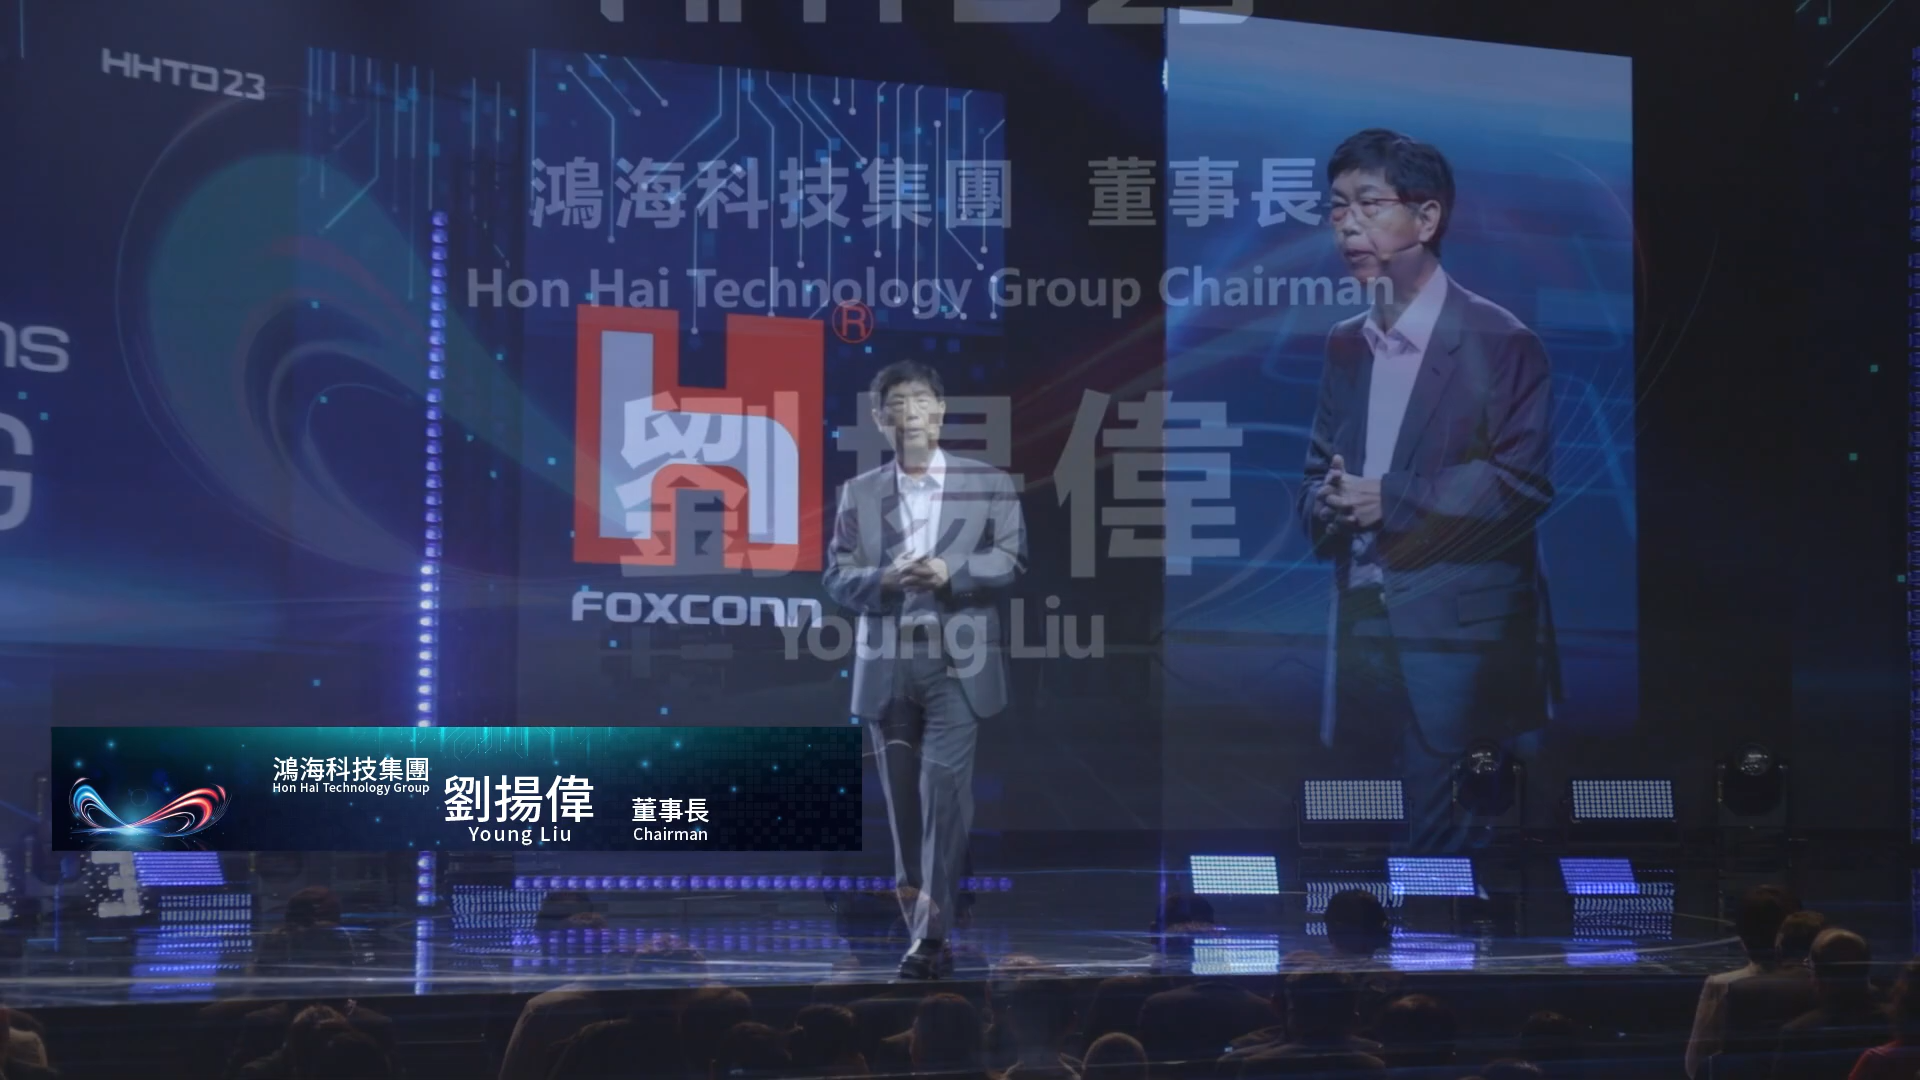 HHTD23
HHTD23
鴻海科技集團 董事長
Hon Hai Technology Group Chairman
®
劉揚偉
FOXCONN
Young Liu
鴻海科技集團
Hon Hai Technology Group
劉揚偉
Young Liu
董事長
Chairman